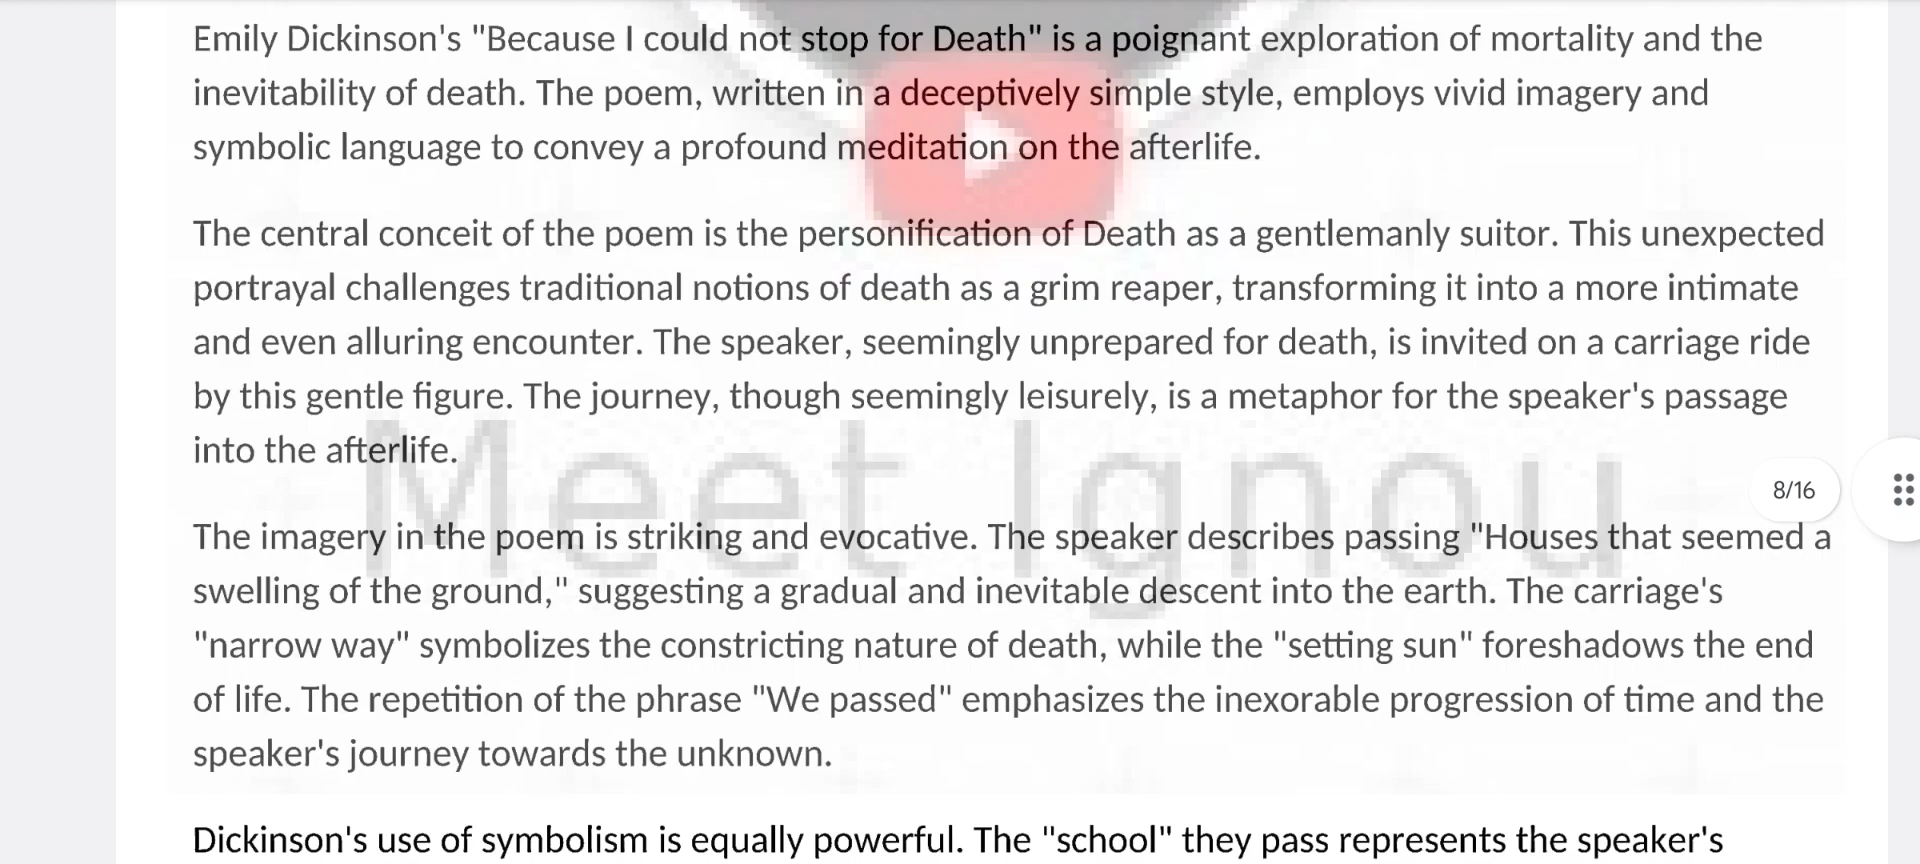 Emily Dickinson's "Because I could not stop for Death" is a poignant exploration of mortality and the
inevitability of death. The poem, written in a deceptively simple style, employs vivid imagery and
symbolic language to convey a profound meditation on the afterlife.
The central conceit of the poem is the personification of Death as a gentlemanly suitor. This unexpected
portrayal challenges traditional notions of death as a grim reaper, transforming it into a more intimate
and even alluring encounter. The speaker, seemingly unprepared for death, is invited on a carriage ride
by this gentle figure. The journey, though seemingly leisurely, is a metaphor for the speaker's passage
into the afterlife.
Meet Ignou
8/16
The imagery in the poem is striking and evocative. The speaker describes passing "Houses that seemed a
swelling of the ground," suggesting a gradual and inevitable descent into the earth. The carriage's
"narrow way" symbolizes the constricting nature of death, while the "setting sun" foreshadows the end
of life. The repetition of the phrase "We passed" emphasizes the inexorable progression of time and the
speaker's journey towards the unknown.
Dickinson's use of symbolism is equally powerful. The "school" they pass represents the speaker's